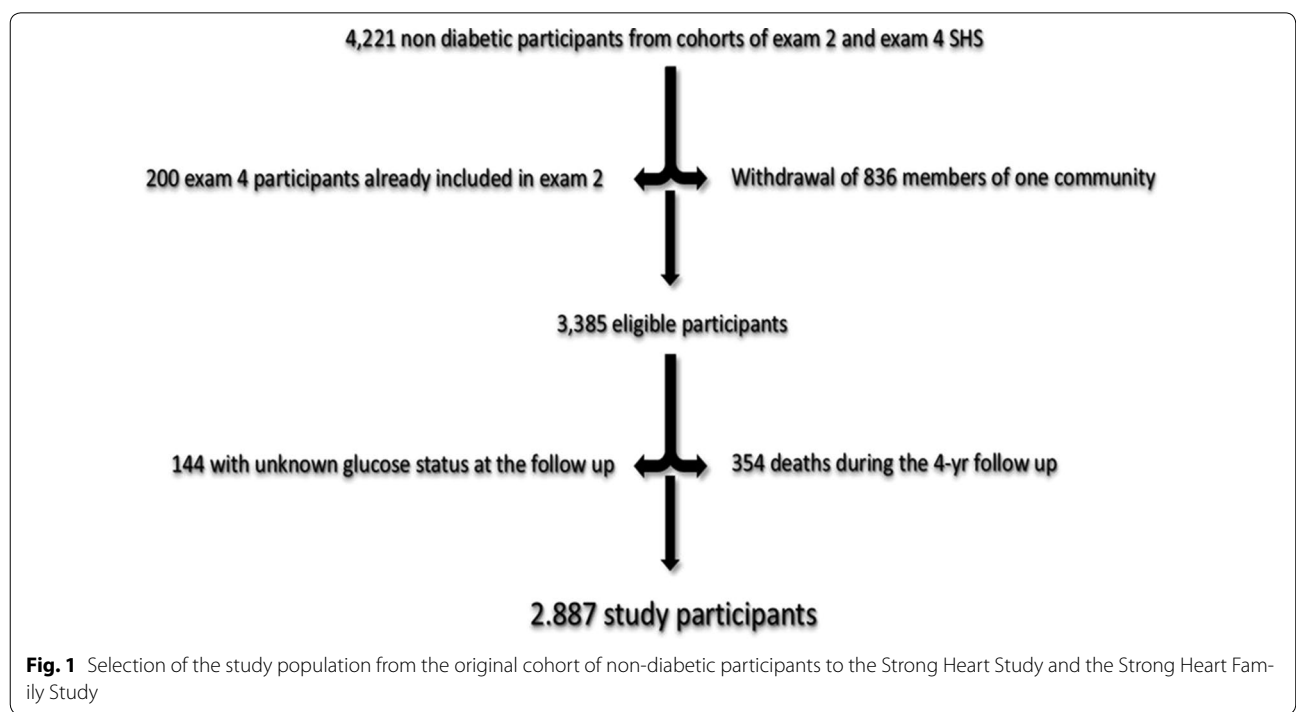 4,221 non diabetic participants from cohorts of exam 2 and exam 4 SHS
200 exam 4 participants already included in exam 2
Withdrawal of 836 members of one community
3,385 eligible participants
144 with unknown glucose status at the follow up
354 deaths during the 4-yr follow up
2.887 study participants
Fig. 1 Selection of the study population from the original cohort of non-diabetic participants to the Strong Heart Study and the Strong Heart Fam-
ily Study